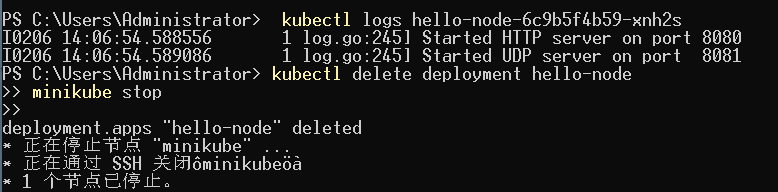 PS C:\Users\Administrator>  kubectl logs hello-node-6c9b5f4b59-xnh2s
I0206 14:06:54.588556       1 log.go:245] Started HTTP server on port 8080
I0206 14:06:54.589086       1 log.go:245] Started UDP server on port  8081
PS C:\Users\Administrator> kubectl delete deployment hello-node
>> minikube stop
>>
deployment.apps "hello-node" deleted
* 正在停止节点 "minikube" ...
* 正在通过 SSH 关闭ôminikubeöà
* 1 个节点已停止。